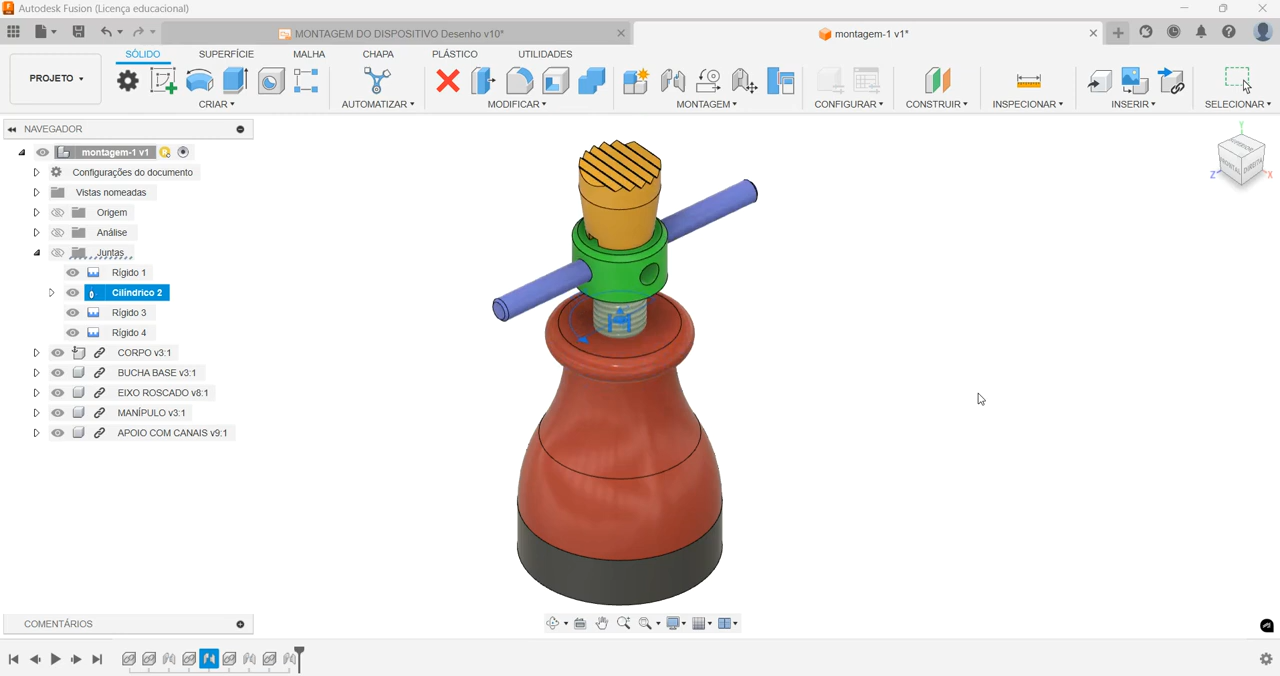 Autodesk Fusion (Licença educacional)
MONTAGEM DO DISPOSITIVO Desenho v10*
montagem-1 v1*
SÓLIDO
SUPERFÍCIE
MALHA
CHAPA
PLÁSTICO
UTILIDADES
PROJETO
CRIAR
AUTOMATIZAR
MODIFICAR
MONTAGEM
CONFIGURAR
CONSTRUIR
INSPECIONAR
INSERIR
SELECIONAR
NAVEGADOR
montagem-1 v1
Configurações do documento
Vistas nomeadas
Origem
Análise
Juntas
Rígido 1
Cilíndrico 2
Rígido 3
Rígido 4
CORPO v3:1
BUCHA BASE v3:1
EIXO ROSCADO v8:1
MANÍPULO v3:1
APOIO COM CANAIS v9:1
Y
Z
X
FRONTAL
DIREITA
COMENTÁRIOS